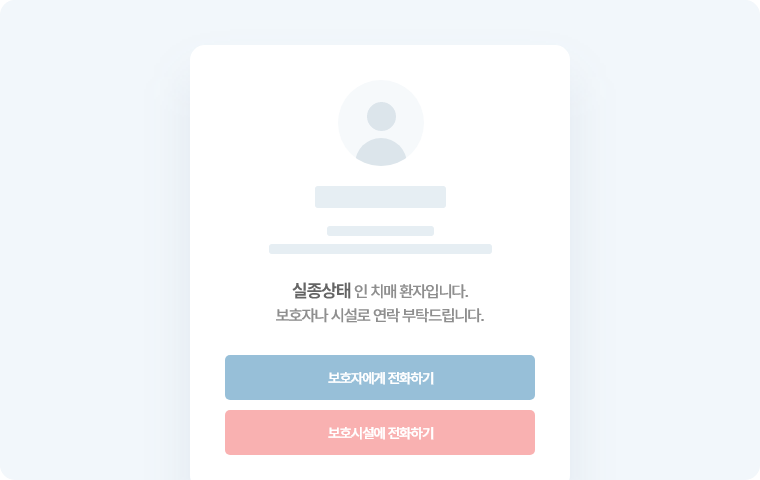 실종상태 인 치매 환자입니다.
보호자나 시설로 연락 부탁드립니다.
보호자에게 전화하기
보호시설에 전화하기